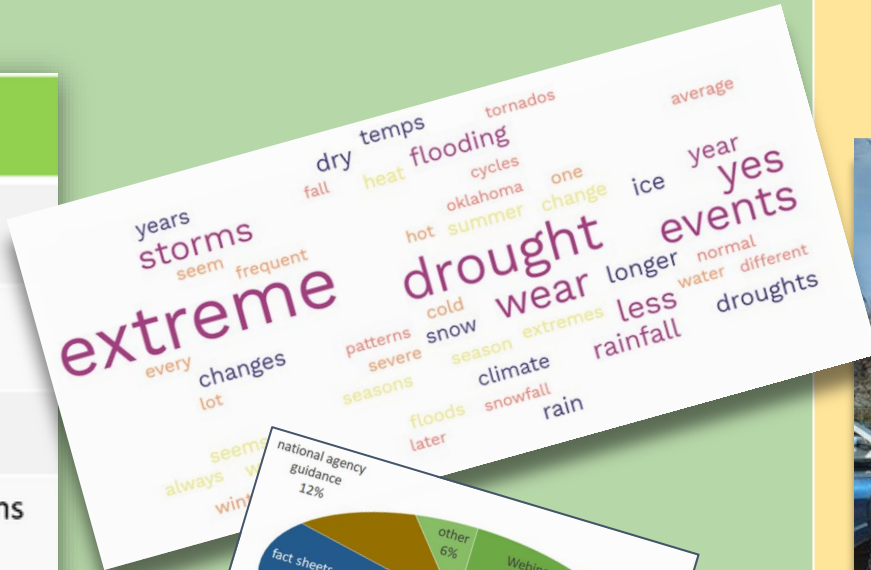 tornados
average
temps
dry
flooding
year
cycles
yes
fall
heat
one
ice
oklahoma
change
years
storms
hot
summer
events
seem
frequent
drought
normal
different
longer
water
extreme
cold
wear
less
droughts
patterns
snow
extremes
rainfall
every
changes
severe
season
climate
lot
seasons
snowfall
rain
floods
later
seems
always
national agency
guidance
12%
other
6%
fact sheets